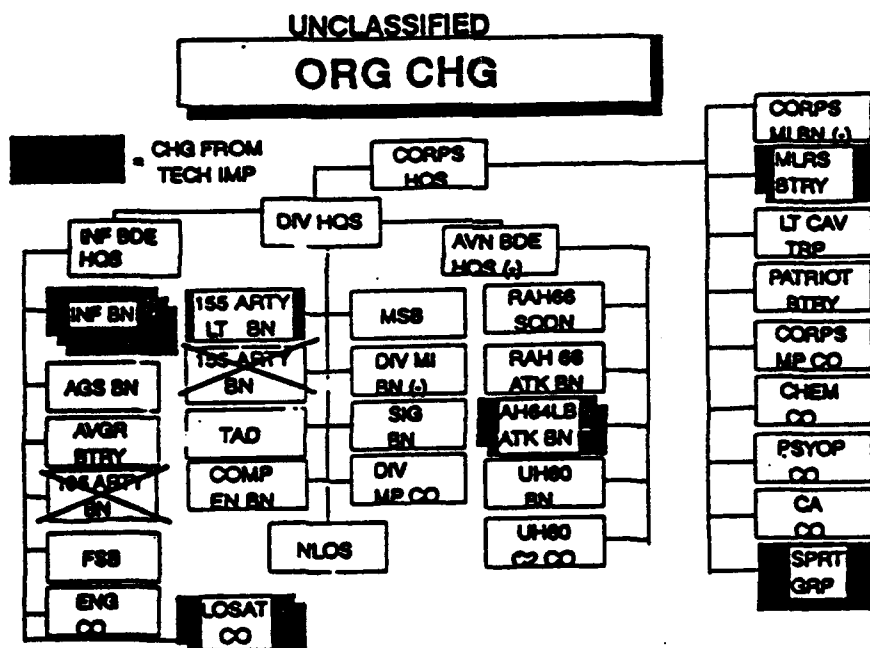 UNCLASSIFIED
ORG CHG
= CHG FROM
TECH IMP
CORPS
HQS
DIV HQS
INF BDE
HQS
AVN BDE
HQS (-)
INF BN
AGS BN
AVGR
BTRY
155 ARTY
BN
FSB
ENG
CO
LOSAT
CO
155 ARTY
LT BN
155 ARTY
BN
TAD
COMP
EN BN
MSB
DIV MI
BN (-)
SIG
BN
DIV
MP CO
NLOS
RAH66
SQDN
RAH 66
ATK BN
AH64LB
ATK BN
UH60
BN
UH60
C2 CO
CORPS
MI BN (-)
MLRS
BTRY
LT CAV
TRP
PATRIOT
BTRY
CORPS
MP CO
CHEM
CO
PSYOP
CO
CA
CO
SPRT
GRP